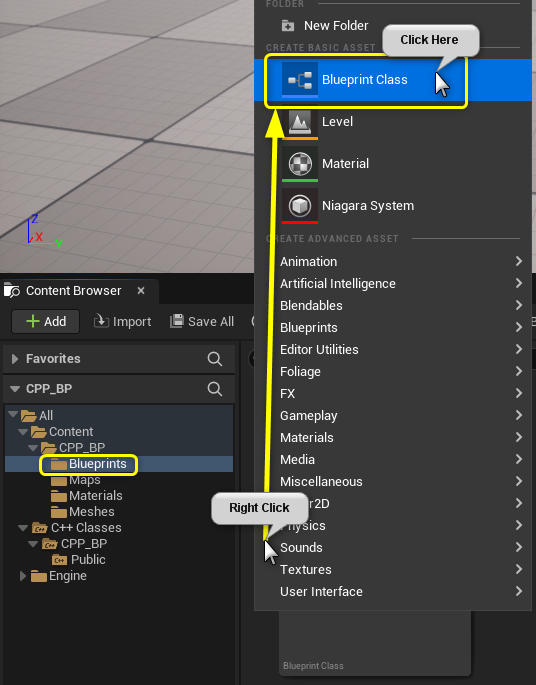 FOLDER
New Folder
Click Here
CREATE BASIC ASSET
Blueprint Class
Level
Material
Niagara System
CREATE ADVANCED ASSET
Animation
Artificial Intelligence
Blendables
Blueprints
Editor Utilities
Foliage
FX
Gameplay
Materials
Media
Miscellaneous
r2D
Physics
Sounds
Textures
User Interface
Z
X
Y
Content Browser
Add
Import
Save All
Favorites
CPP_BP
All
Content
CPP_BP
Blueprints
Maps
Materials
Meshes
C++ Classes
CPP_BP
Public
Engine
Right Click
Blueprint Class